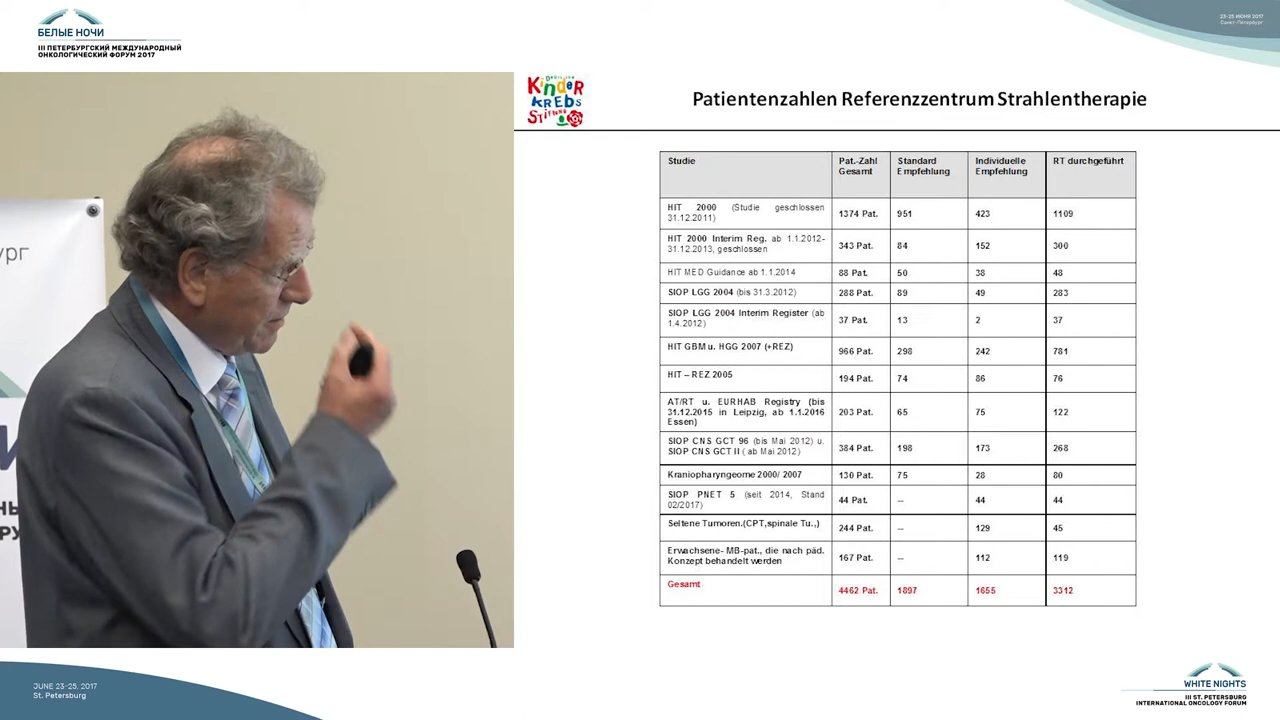 БЕЛЫЕ НОЧИ
III ПЕТЕРБУРГСКИЙ МЕЖДУНАРОДНЫЙ
ОНКОЛОГИЧЕСКИЙ ФОРУМ 2017
23-25 ИЮНЯ 2017
Санкт-Петербург
ург
KindER
KREBS
STiftung
Patientenzahlen Referenzzentrum Strahlentherapie
Studie
Pat.-Zahl
Gesamt
Standard
Empfehlung
Individuelle
Empfehlung
RT durchgeführt
HIT 2000 (Studie geschlossen
31.12.2011)
1374 Pat.
951
423
1109
HIT 2000 Interim Reg. ab 1.1.2012-
31.12.2013, geschlossen
343 Pat.
84
152
300
HIT MED Guidance ab 1.1.2014
88 Pat.
50
38
48
SIOP LGG 2004 (bis 31.3.2012)
288 Pat.
89
49
283
SIOP LGG 2004 Interim Register (ab
1.4.2012)
37 Pat.
13
2
37
HIT GBM u. HGG 2007 (+REZ)
966 Pat.
298
242
781
HIT – REZ 2005
194 Pat.
74
86
76
AT/RT u. EURHAB Registry (bis
31.12.2015 in Leipzig, ab 1.1.2016
Essen)
203 Pat.
65
75
122
SIOP CNS GCT 96 (bis Mai 2012) u.
SIOP CNS GCT II ( ab Mai 2012)
384 Pat.
198
173
268
Kraniopharyngeome 2000/ 2007
130 Pat.
75
28
80
SIOP PNET 5 (seit 2014, Stand
02/2017)
44 Pat.
--
44
44
Seltene Tumoren.(CPT,spinale Tu.,)
244 Pat.
--
129
45
Erwachsene- MB-pat., die nach päd.
Konzept behandelt werden
167 Pat.
--
112
119
Gesamt
4462 Pat.
1897
1655
3312
JUNE 23-25, 2017
St. Petersburg
WHITE NIGHTS
III ST. PETERSBURG
INTERNATIONAL ONCOLOGY FORUM